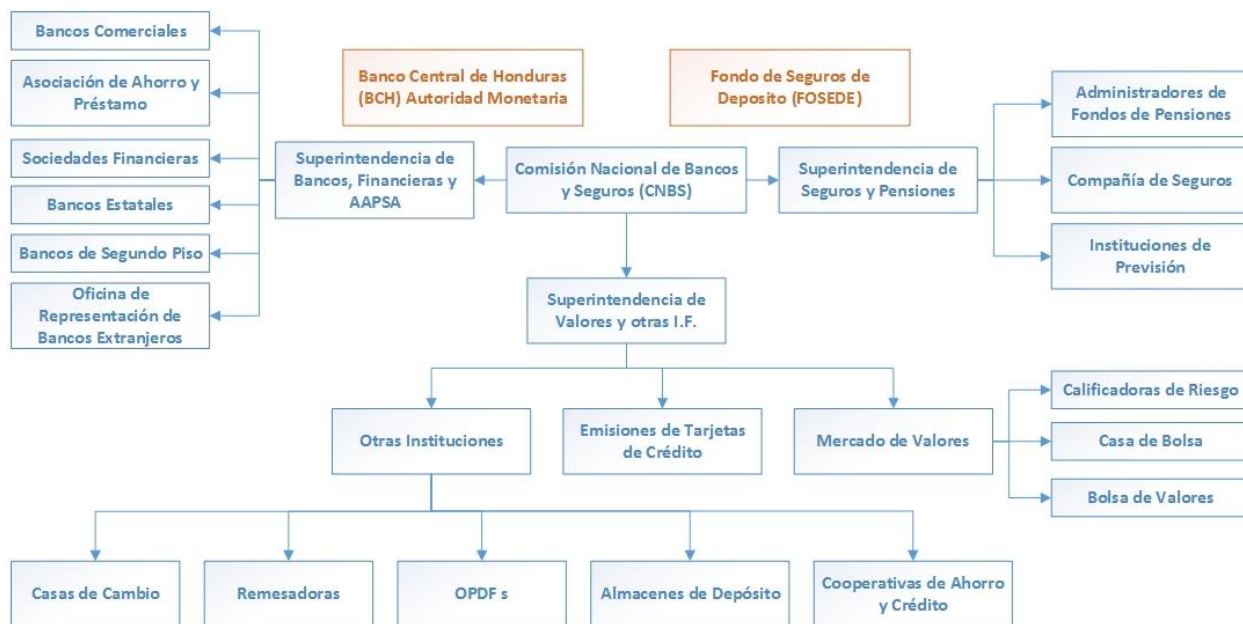 Bancos Comerciales
Asociación de Ahorro y
Préstamo
Sociedades Financieras
Bancos Estatales
Bancos de Segundo Piso
Oficina de
Representación de
Bancos Extranjeros
Banco Central de Honduras
(BCH) Autoridad Monetaria
Fondo de Seguros de
Deposito (FOSEDE)
Superintendencia de
Bancos, Financieras y
AAPSA
Comisión Nacional de Bancos
y Seguros (CNBS)
Superintendencia de
Seguros y Pensiones
Administradores de
Fondos de Pensiones
Compañía de Seguros
Instituciones de
Previsión
Superintendencia de
Valores y otras I.F.
Otras Instituciones
Emisiones de Tarjetas
de Crédito
Mercado de Valores
Calificadoras de Riesgo
Casa de Bolsa
Bolsa de Valores
Casas de Cambio
Remesadoras
OPDF s
Almacenes de Depósito
Cooperativas de Ahorro
y Crédito